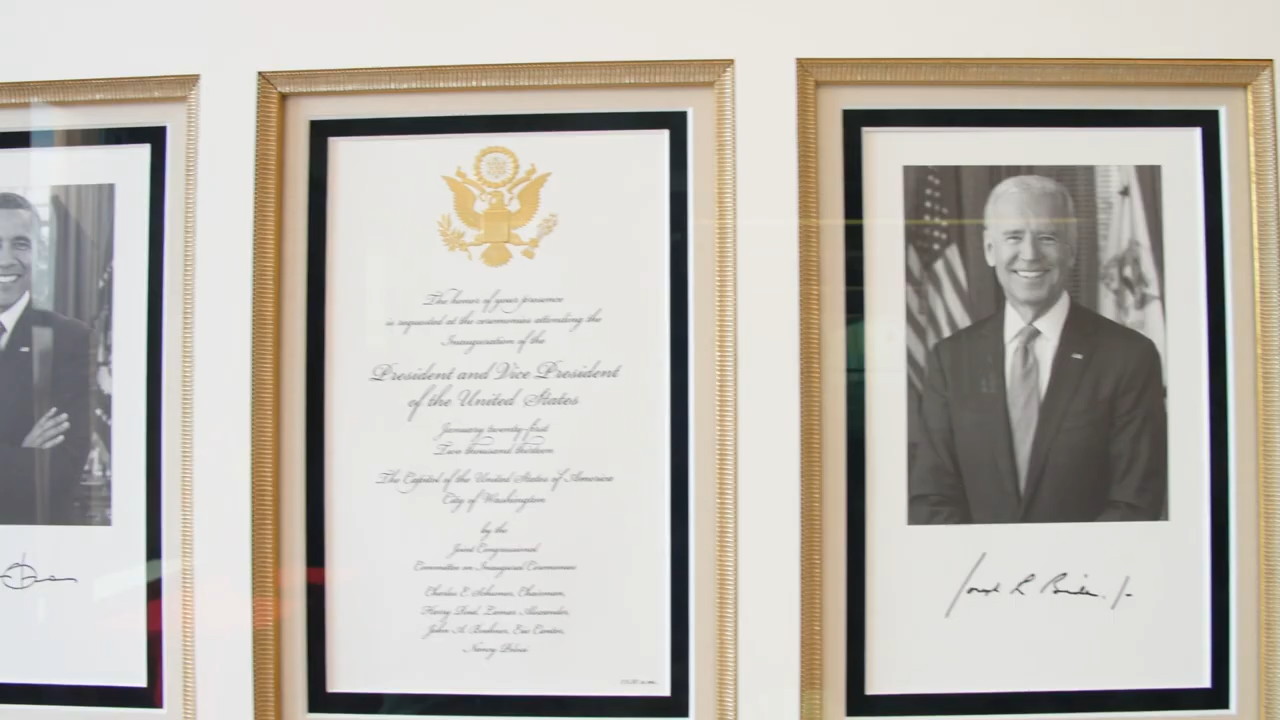 The honor of your presence
is requested at the ceremonies attending the
Inauguration of the
President and Vice President
of the United States
January twenty-first
Two thousand thirteen
The Capitol of the United States of America
City of Washington
by the
Joint Congressional
Committee on Inaugural Ceremonies
Charles E. Schumer, Chairman,
Harry Reid, Lamar Alexander,
John A. Boehner, Eric Cantor,
Nancy Pelosi
Joseph R Biden, Jr